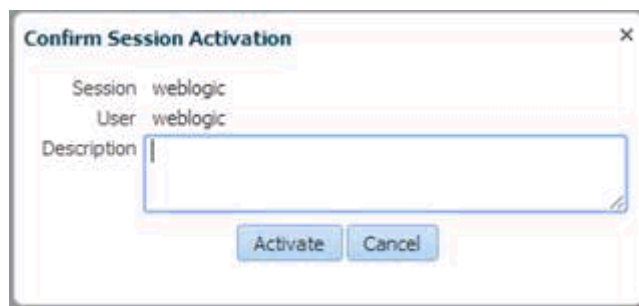 Confirm Session Activation
Session weblogic
User weblogic
Description
Activate Cancel